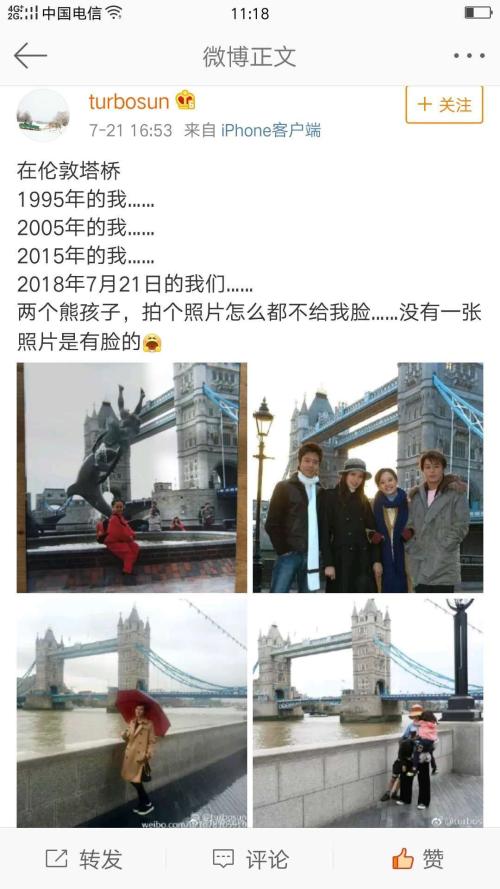 4G 2G 中国电信 11:18
微博正文
turbosun
+ 关注
7-21 16:53 来自 iPhone客户端
在伦敦塔桥
1995年的我......
2005年的我......
2015年的我......
2018年7月21日的我们......
两个熊孩子，拍个照片怎么都不给我脸......没有一张
照片是有脸的
转发 评论 赞